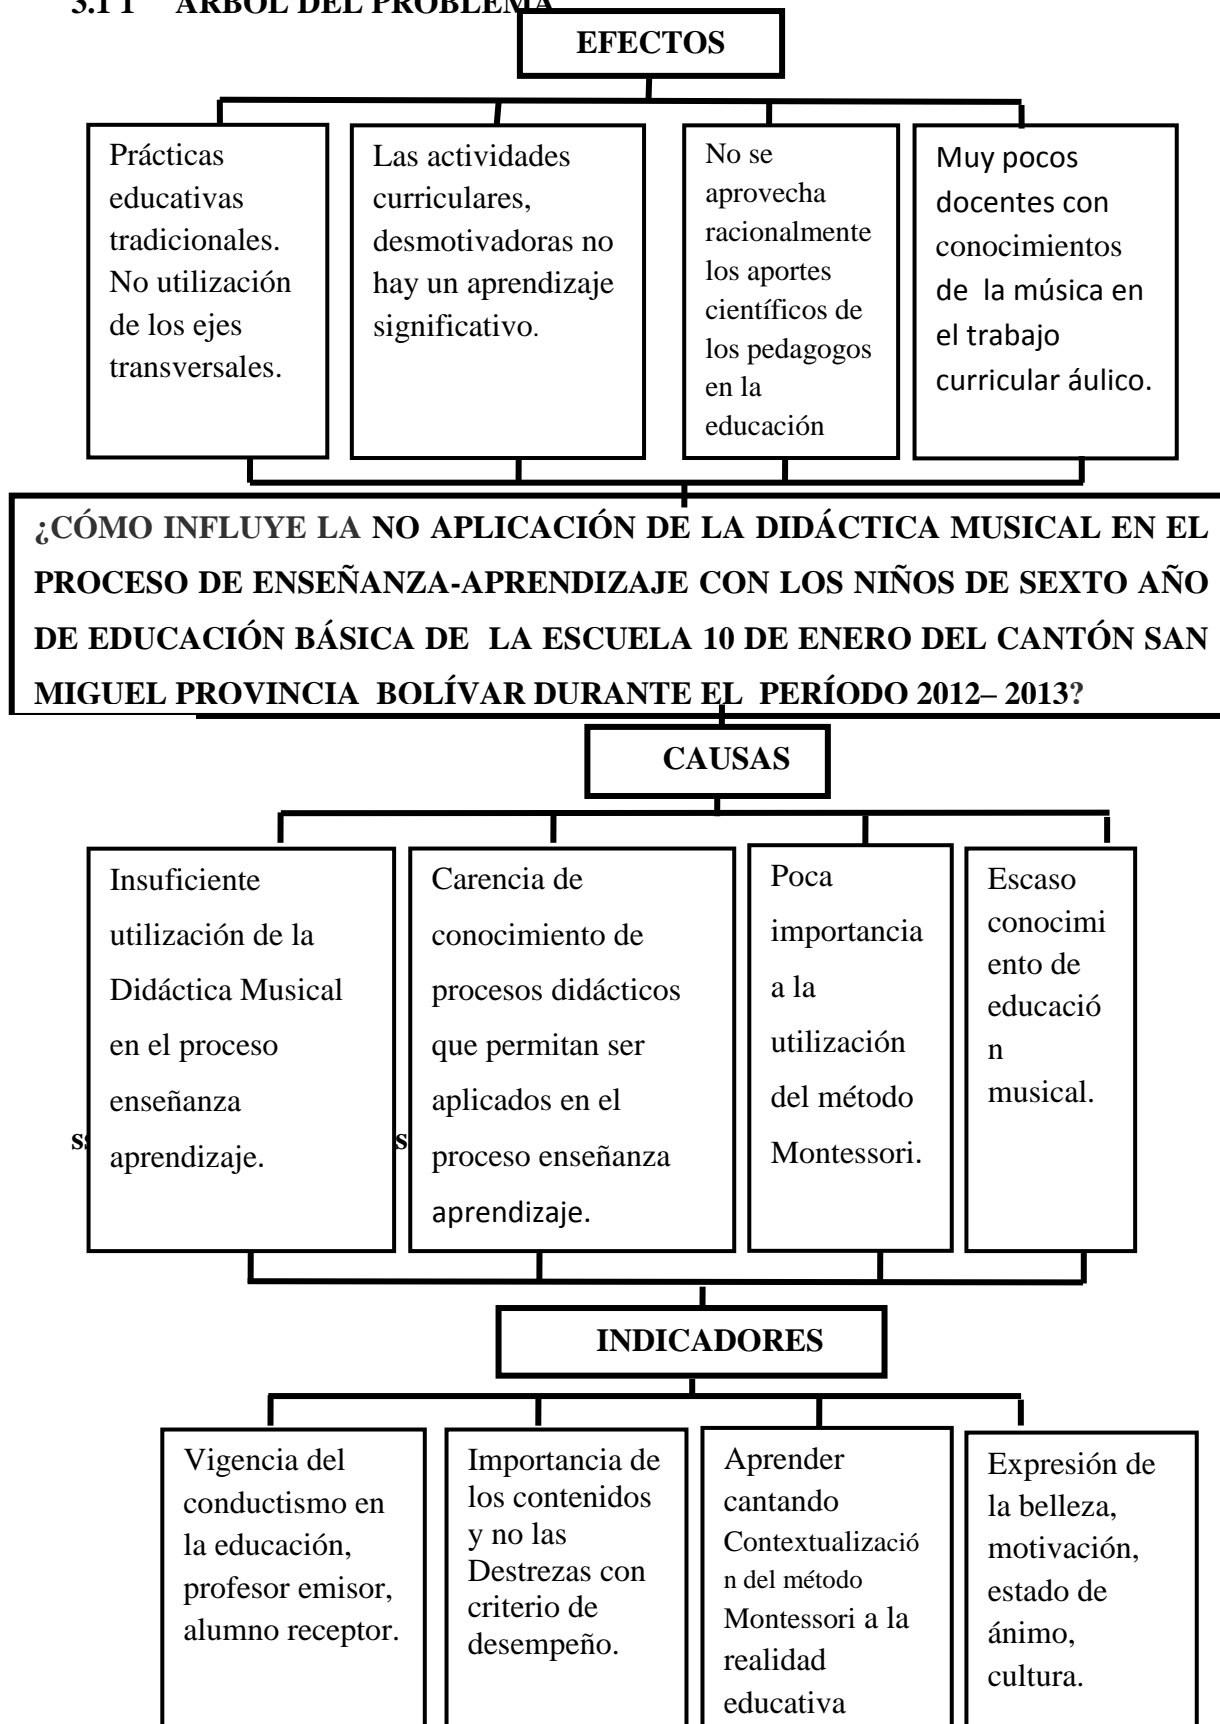 3.1 1 ÁRBOL DEL PROBLEMA
EFECTOS
Prácticas
educativas
tradicionales.
No utilización
de los ejes
transversales.
Las actividades
curriculares,
desmotivadoras no
hay un aprendizaje
significativo.
No se
aprovecha
racionalmente
los aportes
científicos de
los pedagogos
en la
educación
Muy pocos
docentes con
conocimientos
de la música en
el trabajo
curricular áulico.
¿CÓMO INFLUYE LA NO APLICACIÓN DE LA DIDÁCTICA MUSICAL EN EL
PROCESO DE ENSEÑANZA-APRENDIZAJE CON LOS NIÑOS DE SEXTO AÑO
DE EDUCACIÓN BÁSICA DE LA ESCUELA 10 DE ENERO DEL CANTÓN SAN
MIGUEL PROVINCIA BOLÍVAR DURANTE EL PERÍODO 2012– 2013?
CAUSAS
Insuficiente
utilización de la
Didáctica Musical
en el proceso
enseñanza
aprendizaje.
Carencia de
conocimiento de
procesos didácticos
que permitan ser
aplicados en el
proceso enseñanza
aprendizaje.
Poca
importancia
a la
utilización
del método
Montessori.
Escaso
conocimi
ento de
educació
n
musical.
INDICADORES
Vigencia del
conductismo en
la educación,
profesor emisor,
alumno receptor.
Importancia de
los contenidos
y no las
Destrezas con
criterio de
desempeño.
Aprender
cantando
Contextualizació
n del método
Montessori a la
realidad
educativa
Expresión de
la belleza,
motivación,
estado de
ánimo,
cultura.